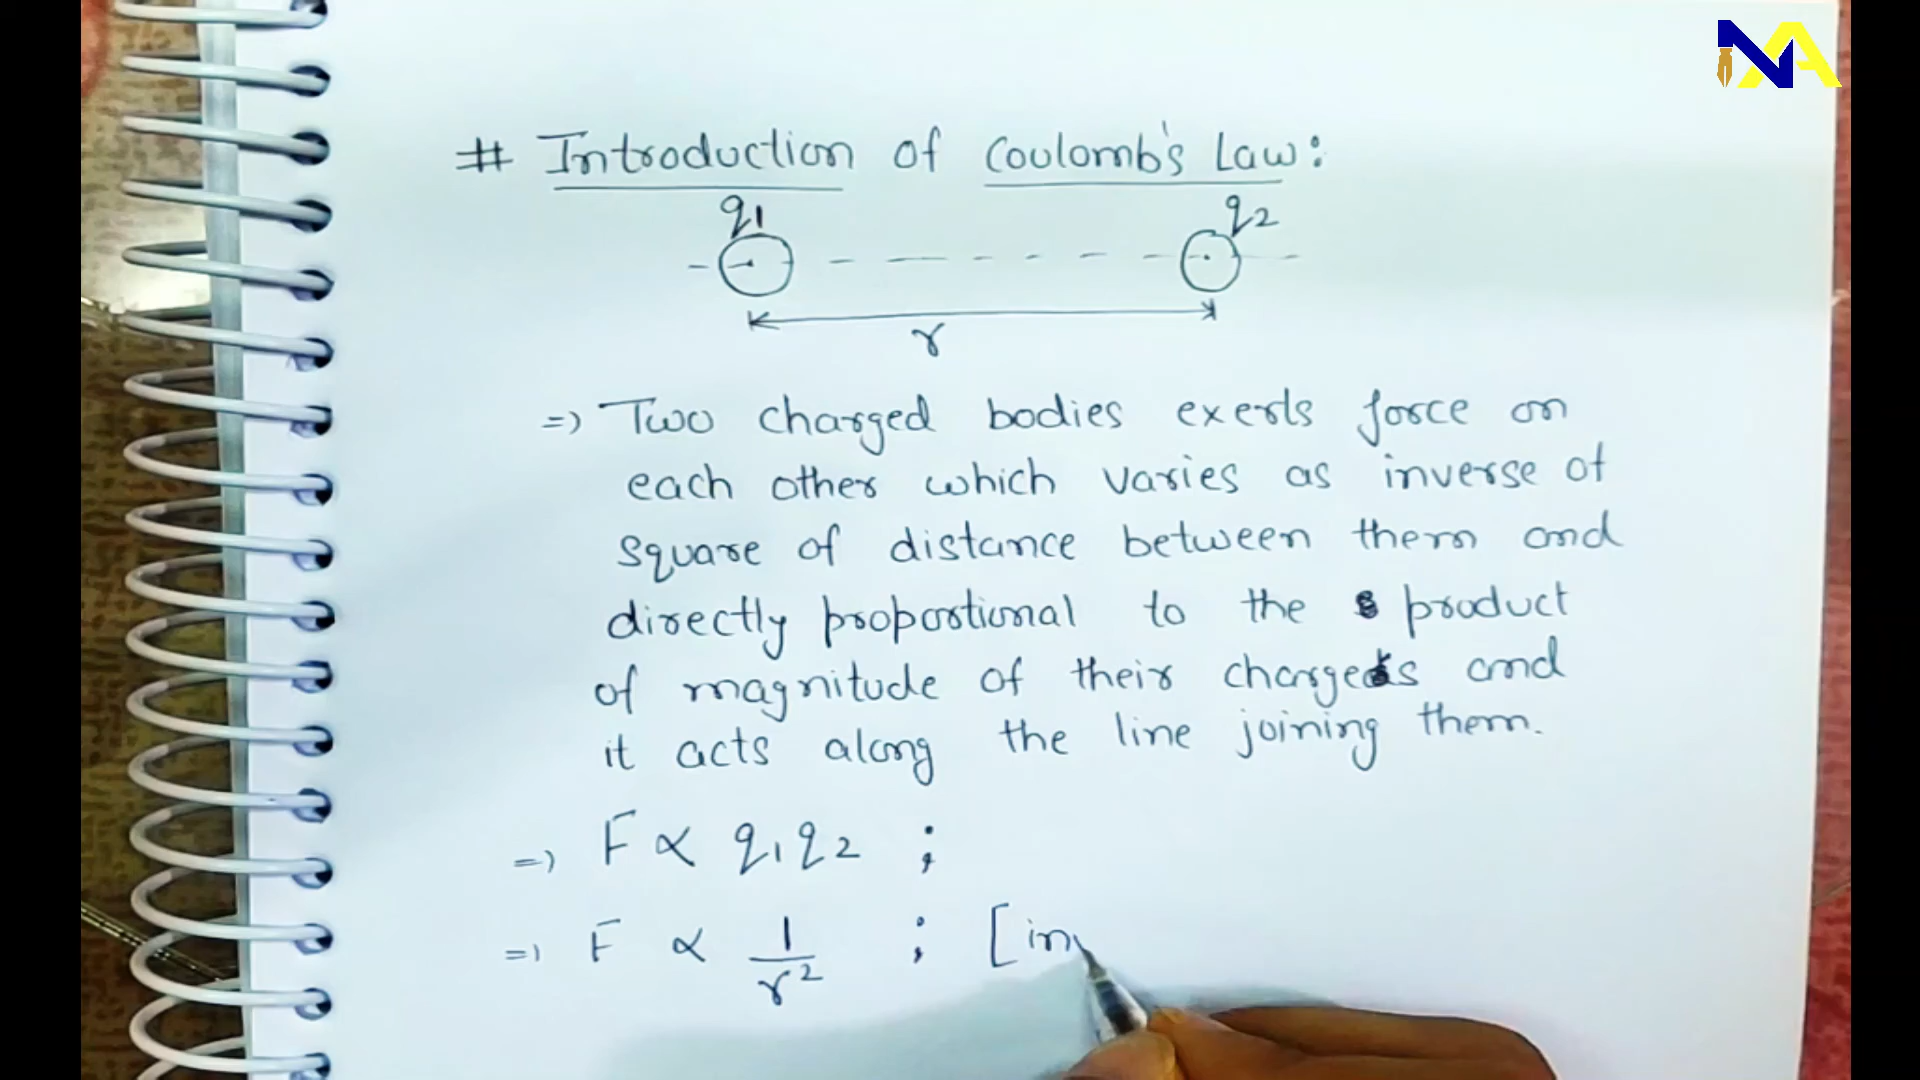 NA
# Introduction of Coulomb's Law:
q1 q2
r
=) Two charged bodies exerts force on
each other which varies as inverse of
square of distance between them and
directly proportional to the product
of magnitude of their charges and
it acts along the line joining them.
=) F ∝ q1q2 ;
=) F ∝ 1/r² ; [inv